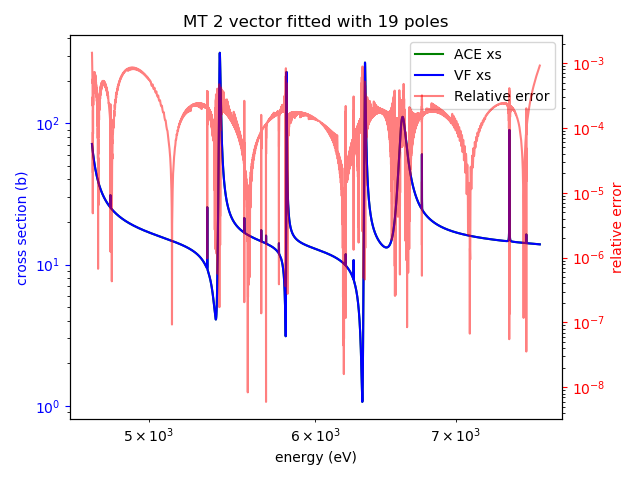 MT 2 vector fitted with 19 poles
ACE xs
VF xs
Relative error
cross section (b)
10²
10¹
10⁰
relative error
10⁻³
10⁻⁴
10⁻⁵
10⁻⁶
10⁻⁷
10⁻⁸
5 × 10³
6 × 10³
7 × 10³
energy (eV)